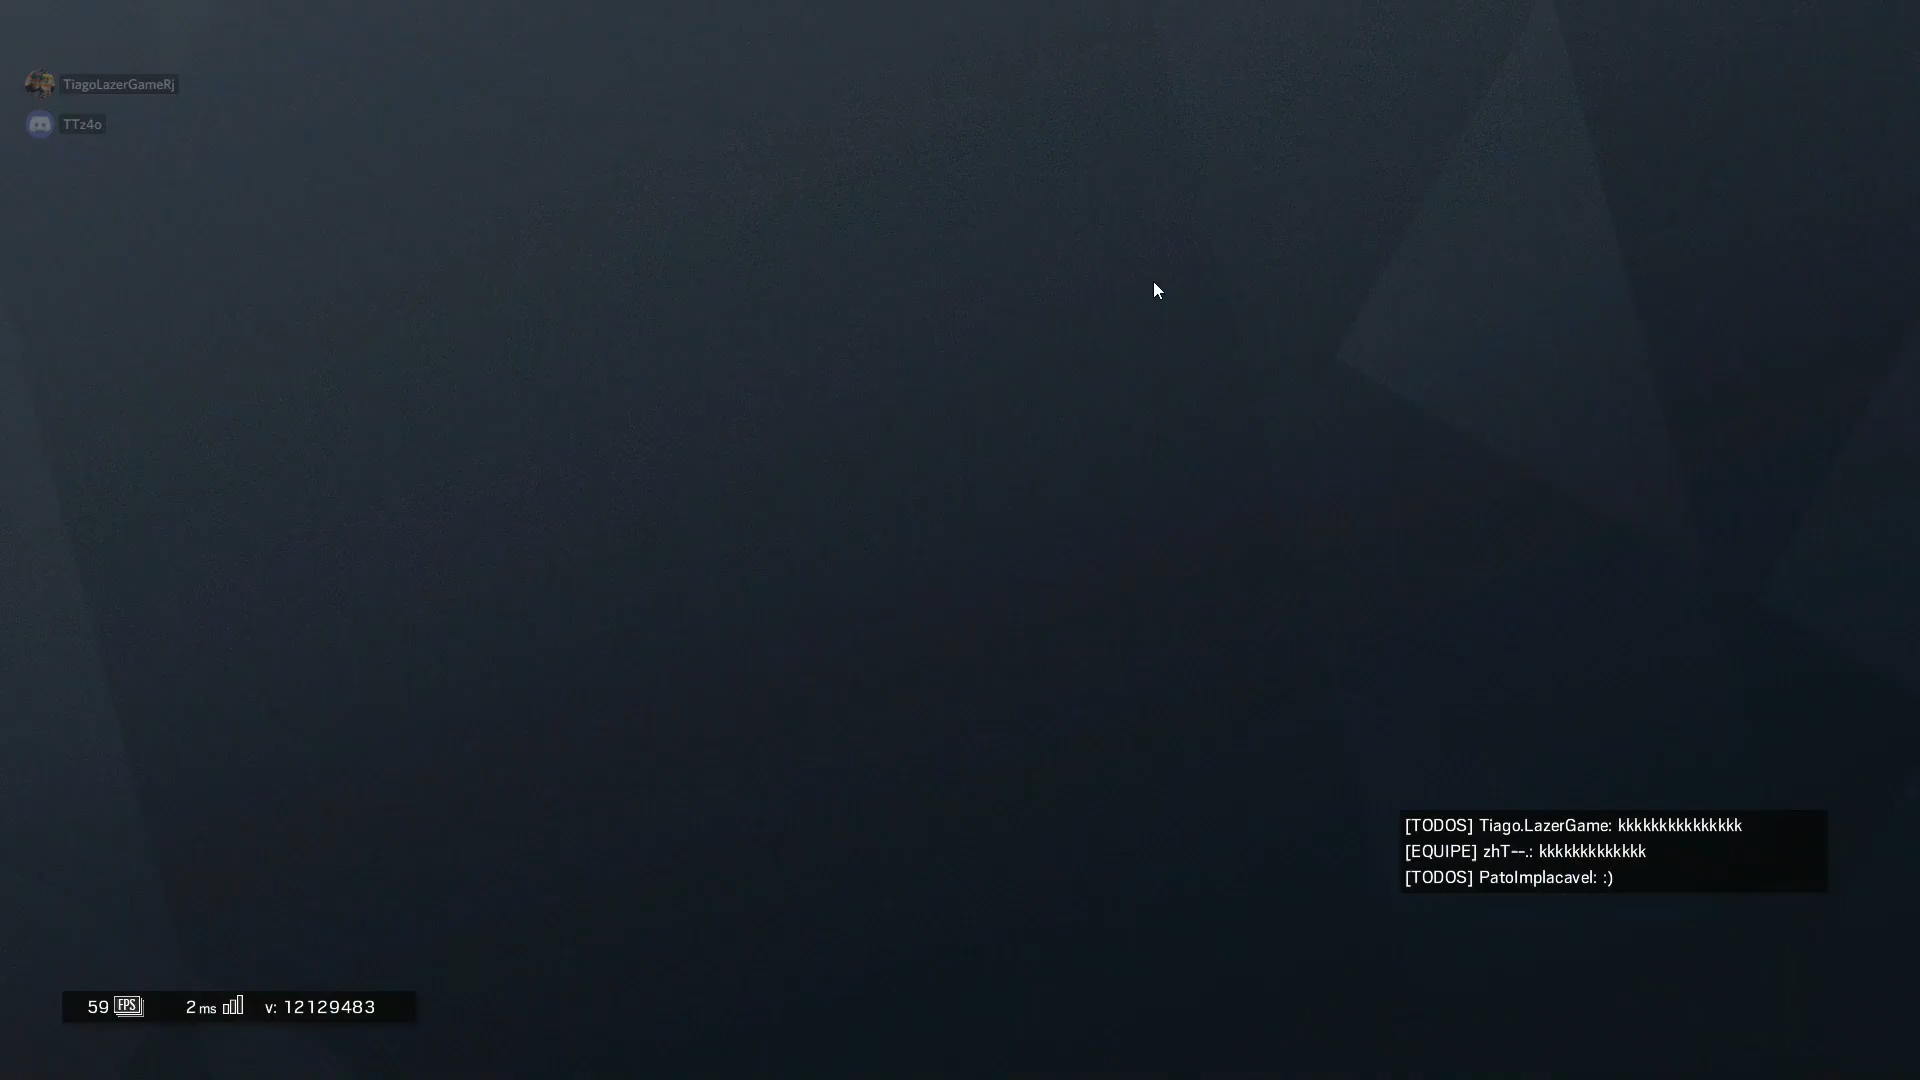 TiagoLazerGameRj
TTz4o
[TODOS] Tiago.LazerGame: kkkkkkkkkkkkkkk
[EQUIPE] zhT--.: kkkkkkkkkkkkk
[TODOS] PatoImplacavel: :)
59 FPS 2 ms v: 12129483